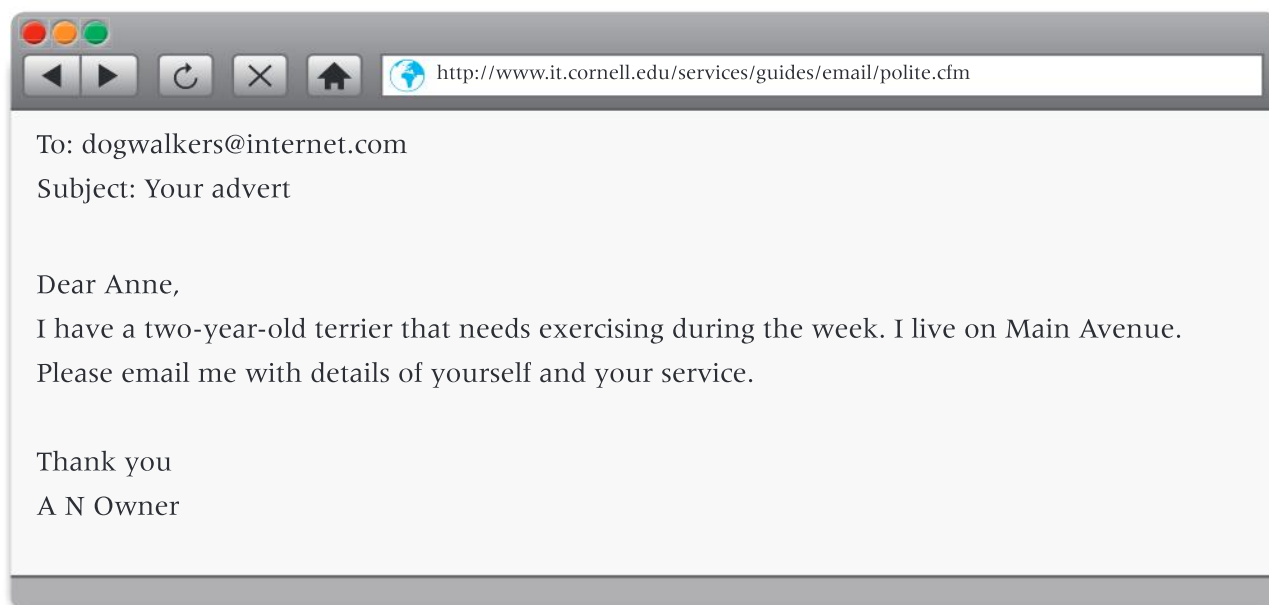 http://www.it.cornell.edu/services/guides/email/polite.cfm
To: dogwalkers@internet.com
Subject: Your advert
Dear Anne,
I have a two-year-old terrier that needs exercising during the week. I live on Main Avenue.
Please email me with details of yourself and your service.
Thank you
A N Owner